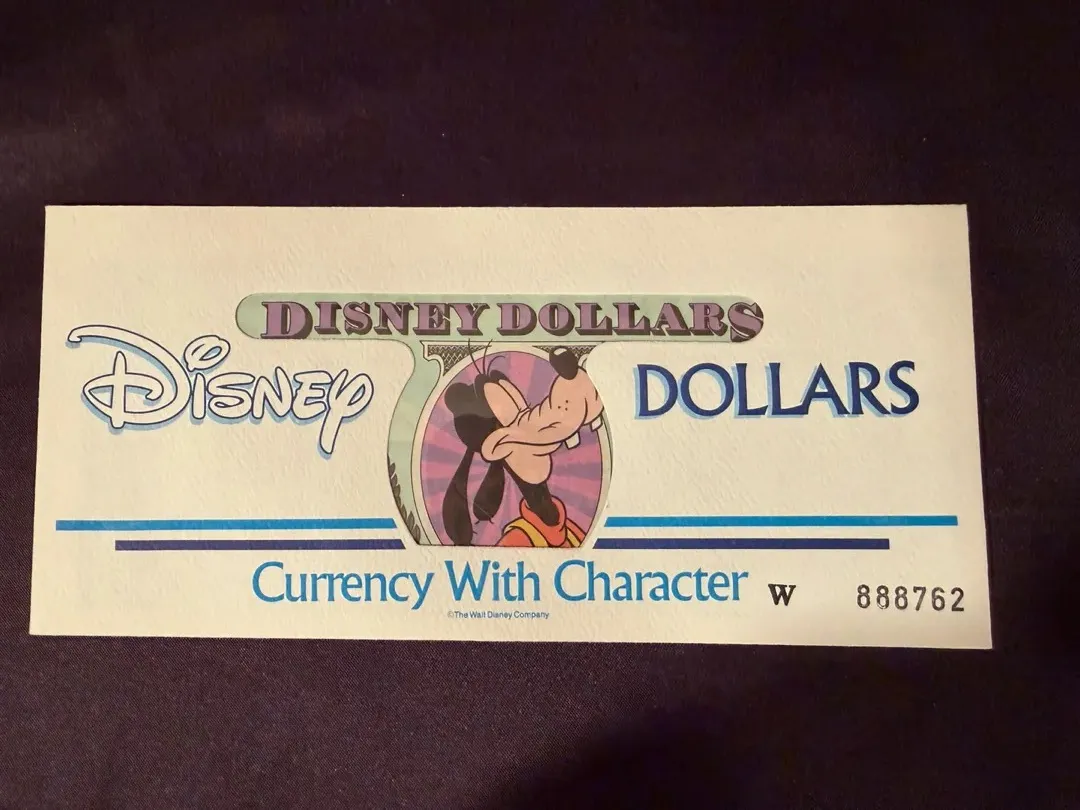 DISNEY DOLLARS
Disney DOLLARS
Currency With Character W 888762
©The Walt Disney Company